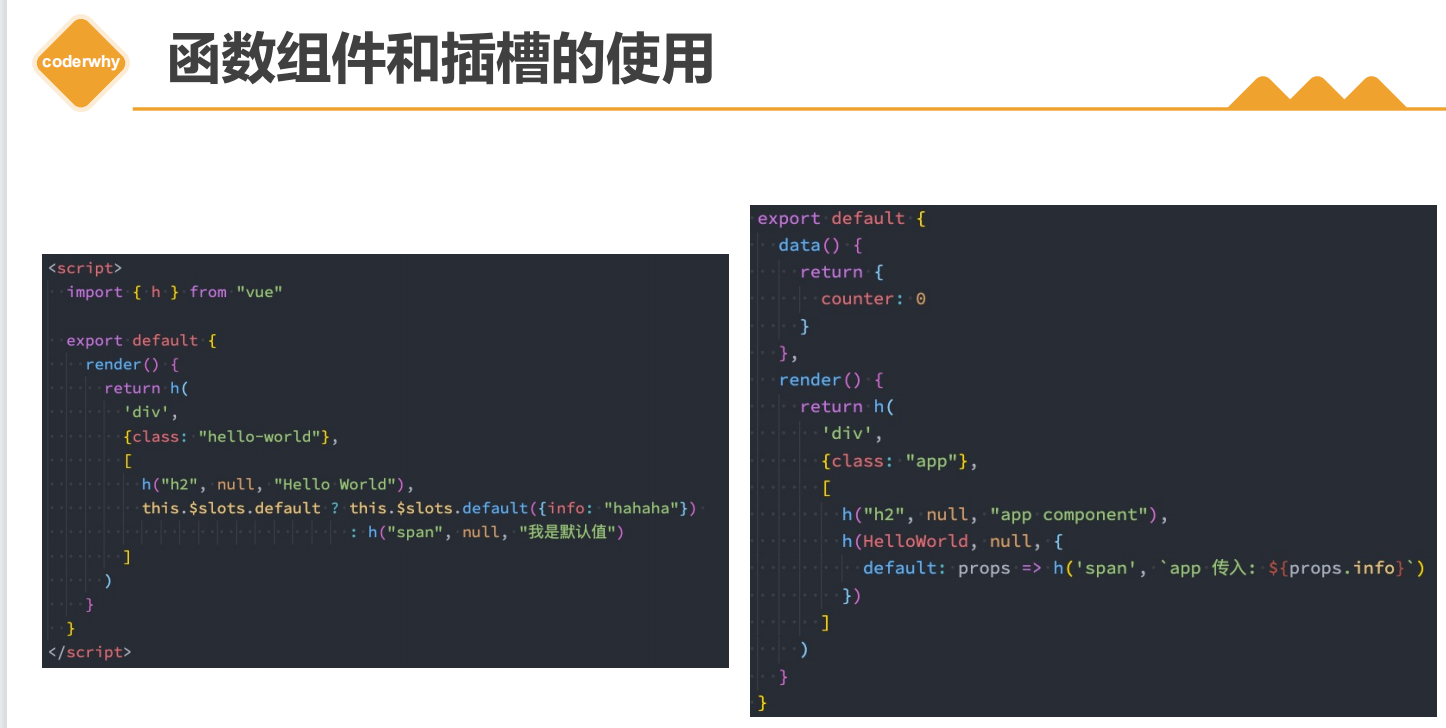 coderwhy
函数组件和插槽的使用
<script>
import { h } from "vue"
export default {
render() {
return h(
'div',
{class: "hello-world"},
[
h("h2", null, "Hello World"),
this.$slots.default ? this.$slots.default({info: "hahaha"})
: h("span", null, "我是默认值")
]
)
}
}
</script>
export default {
data() {
return {
counter: 0
}
},
render() {
return h(
'div',
{class: "app"},
[
h("h2", null, "app component"),
h(HelloWorld, null, {
default: props => h('span', `app 传入: ${props.info}`)
})
]
)
}
}